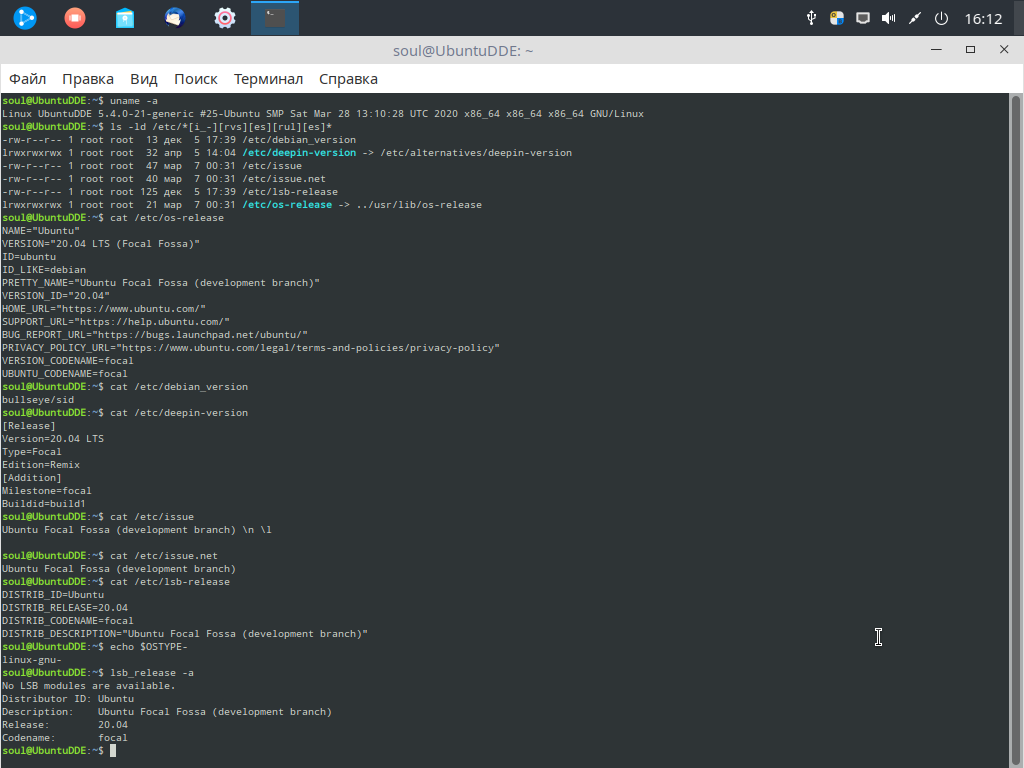 16:12
soul@UbuntuDDE: ~
Файл Правка Вид Поиск Терминал Справка
soul@UbuntuDDE:~$ uname -a
Linux UbuntuDDE 5.4.0-21-generic #25-Ubuntu SMP Sat Mar 28 13:10:28 UTC 2020 x86_64 x86_64 x86_64 GNU/Linux
soul@UbuntuDDE:~$ ls -ld /etc/*[i_-][rvs][es][rul][es]*
-rw-r--r-- 1 root root  13 дек  5 17:39 /etc/debian_version
lrwxrwxrwx 1 root root  32 апр  5 14:04 /etc/deepin-version -> /etc/alternatives/deepin-version
-rw-r--r-- 1 root root  47 мар  7 00:31 /etc/issue
-rw-r--r-- 1 root root  40 мар  7 00:31 /etc/issue.net
-rw-r--r-- 1 root root 125 дек  5 17:39 /etc/lsb-release
lrwxrwxrwx 1 root root  21 мар  7 00:31 /etc/os-release -> ../usr/lib/os-release
soul@UbuntuDDE:~$ cat /etc/os-release
NAME="Ubuntu"
VERSION="20.04 LTS (Focal Fossa)"
ID=ubuntu
ID_LIKE=debian
PRETTY_NAME="Ubuntu Focal Fossa (development branch)"
VERSION_ID="20.04"
HOME_URL="https://www.ubuntu.com/"
SUPPORT_URL="https://help.ubuntu.com/"
BUG_REPORT_URL="https://bugs.launchpad.net/ubuntu/"
PRIVACY_POLICY_URL="https://www.ubuntu.com/legal/terms-and-policies/privacy-policy"
VERSION_CODENAME=focal
UBUNTU_CODENAME=focal
soul@UbuntuDDE:~$ cat /etc/debian_version
bullseye/sid
soul@UbuntuDDE:~$ cat /etc/deepin-version
[Release]
Version=20.04 LTS
Type=Focal
Edition=Remix
[Addition]
Milestone=focal
Buildid=build1
soul@UbuntuDDE:~$ cat /etc/issue
Ubuntu Focal Fossa (development branch) \n \l
soul@UbuntuDDE:~$ cat /etc/issue.net
Ubuntu Focal Fossa (development branch)
soul@UbuntuDDE:~$ cat /etc/lsb-release
DISTRIB_ID=Ubuntu
DISTRIB_RELEASE=20.04
DISTRIB_CODENAME=focal
DISTRIB_DESCRIPTION="Ubuntu Focal Fossa (development branch)"
soul@UbuntuDDE:~$ echo $OSTYPE-
linux-gnu-
soul@UbuntuDDE:~$ lsb_release -a
No LSB modules are available.
Distributor ID: Ubuntu
Description:    Ubuntu Focal Fossa (development branch)
Release:        20.04
Codename:       focal
soul@UbuntuDDE:~$